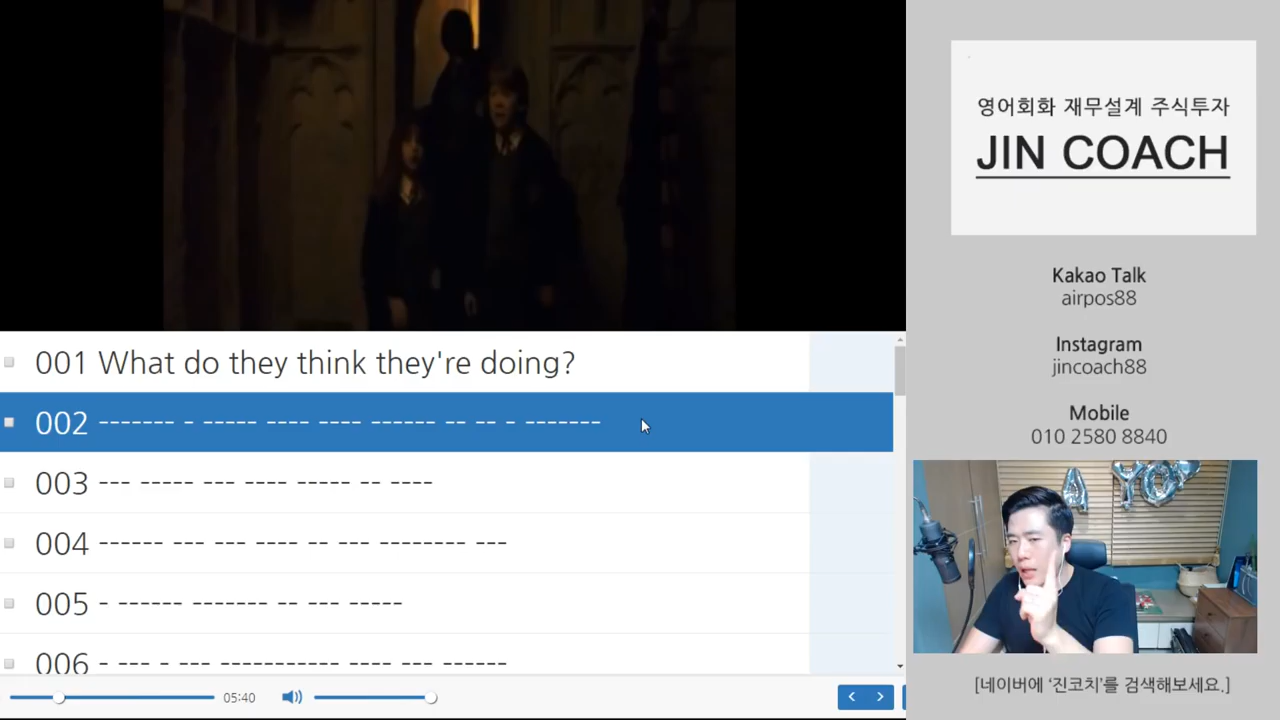 001 What do they think they're doing?
002 ------- - ----- ---- ---- ------ -- -- - -------
003 --- ----- --- ---- ----- -- ----
004 ------ --- --- ---- -- --- -------- ---
005 - ------ ------- -- --- -----
006 - --- - --- ----------- ---- --- ------
05:40
영어회화 재무설계 주식투자
JIN COACH
Kakao Talk
airpos88
Instagram
jincoach88
Mobile
010 2580 8840
A YOP
[네이버에 '진코치'를 검색해보세요.]